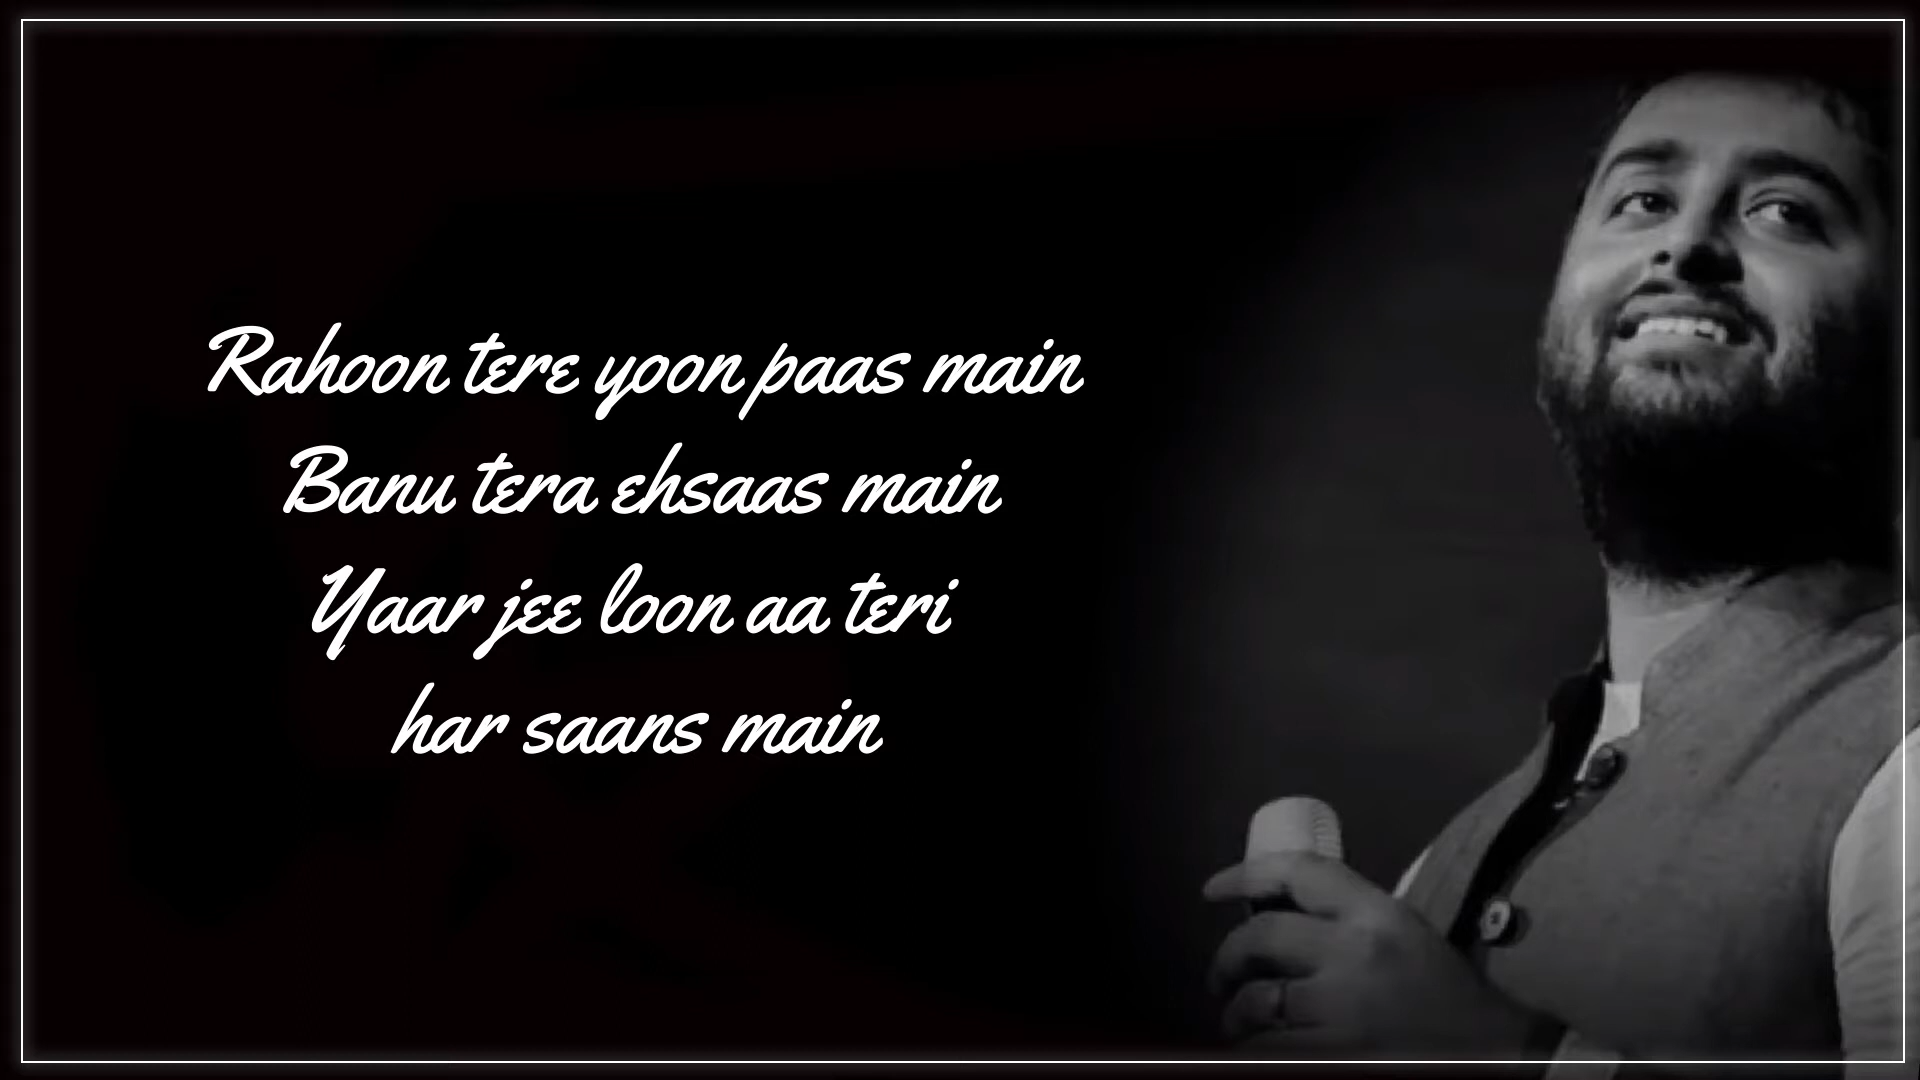 Rahoon tere yoon paas main
Banu tera ehsaas main
Yaar jee loon aa teri
har saans main